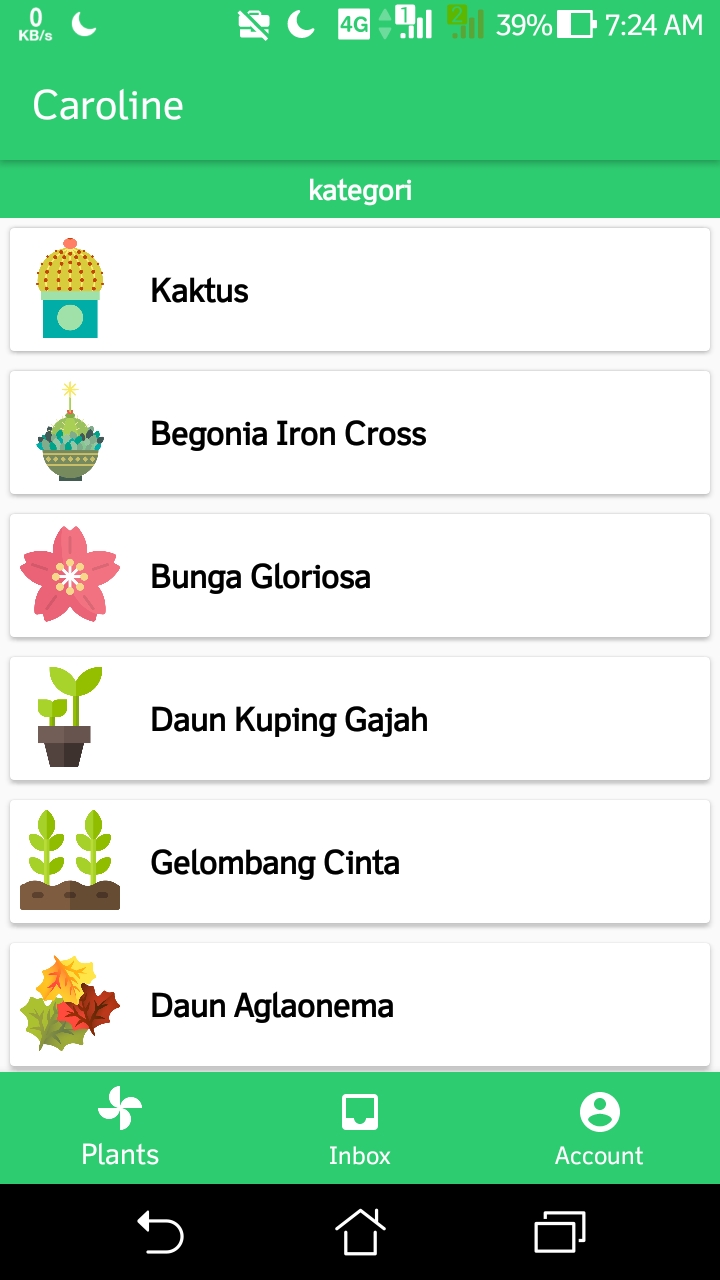 0
KB/s
4G
1
2
39%
7:24 AM
Caroline
kategori
Kaktus
Begonia Iron Cross
Bunga Gloriosa
Daun Kuping Gajah
Gelombang Cinta
Daun Aglaonema
Plants
Inbox
Account